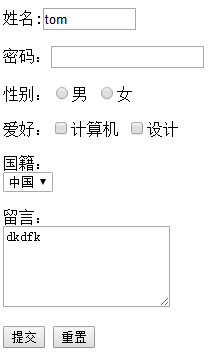 姓名:tom
密码：
性别： 男 女
爱好： 计算机 设计
国籍：
中国
留言：
dkdfk
提交 重置